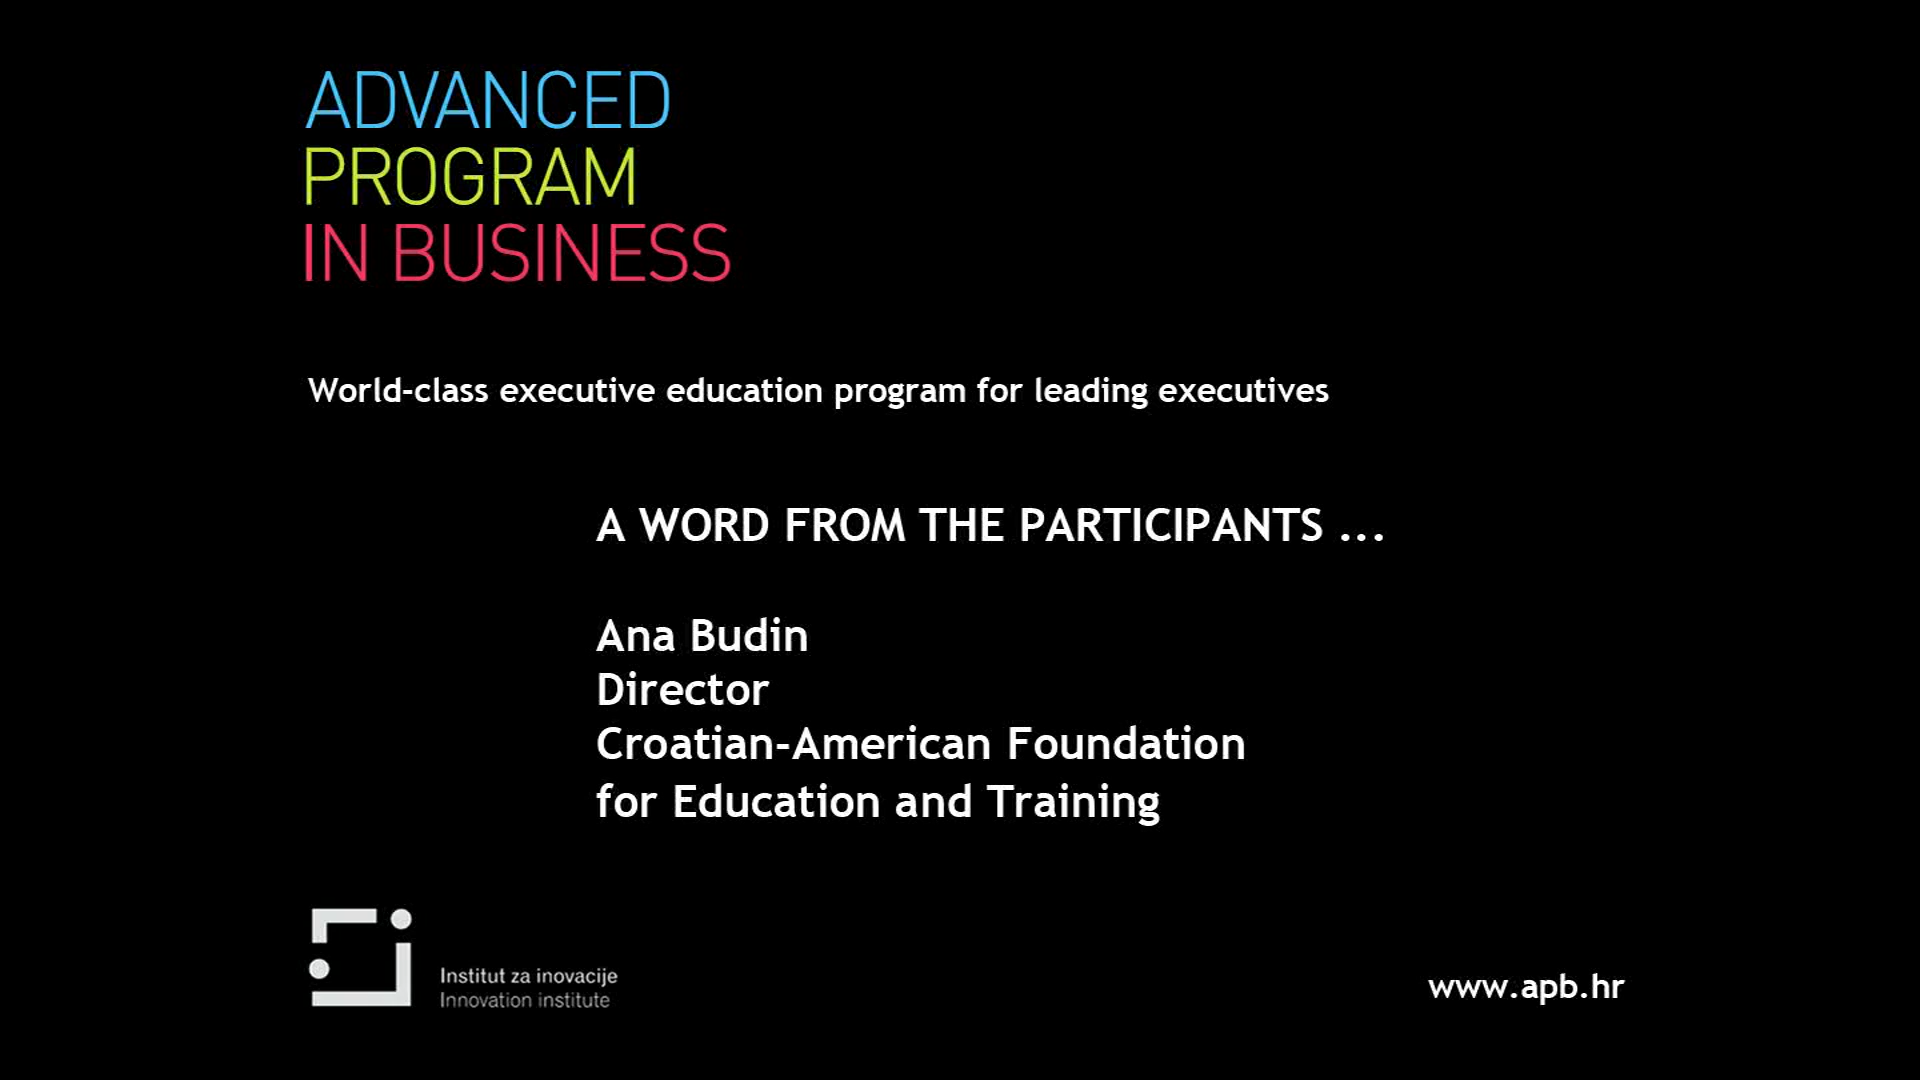 ADVANCED
PROGRAM
IN BUSINESS
World-class executive education program for leading executives
A WORD FROM THE PARTICIPANTS ...
Ana Budin
Director
Croatian-American Foundation
for Education and Training
Institut za inovacije
Innovation institute
www.apb.hr